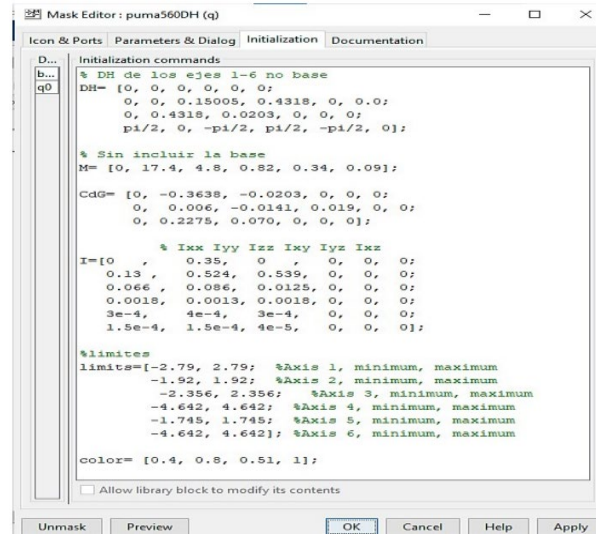 Mask Editor : puma560DH (q)
Icon & Ports Parameters & Dialog Initialization Documentation
D...
b...
q0
Initialization commands
% DH de los ejes 1-6 no base
DH= [0, 0, 0, 0, 0, 0;
0, 0, 0.15005, 0.4318, 0, 0.0;
0, 0.4318, 0.0203, 0, 0, 0;
pi/2, 0, -pi/2, pi/2, -pi/2, 0];
% Sin incluir la base
M= [0, 17.4, 4.8, 0.82, 0.34, 0.09];
CdG= [0, -0.3638, -0.0203, 0, 0, 0;
0, 0.006, -0.0141, 0.019, 0, 0;
0, 0.2275, 0.070, 0, 0, 0];
% Ixx Iyy Izz Ixy Iyz Ixz
I=[0 , 0.35, 0 , 0, 0, 0;
0.13 , 0.524, 0.539, 0, 0, 0;
0.066 , 0.086, 0.0125, 0, 0, 0;
0.0018, 0.0013, 0.0018, 0, 0, 0;
3e-4, 4e-4, 3e-4, 0, 0, 0;
1.5e-4, 1.5e-4, 4e-5, 0, 0, 0];
%limites
limits=[-2.79, 2.79; %Axis 1, minimum, maximum
-1.92, 1.92; %Axis 2, minimum, maximum
-2.356, 2.356; %Axis 3, minimum, maximum
-4.642, 4.642; %Axis 4, minimum, maximum
-1.745, 1.745; %Axis 5, minimum, maximum
-4.642, 4.642]; %Axis 6, minimum, maximum
color= [0.4, 0.8, 0.51, 1];
Allow library block to modify its contents
Unmask Preview OK Cancel Help Apply